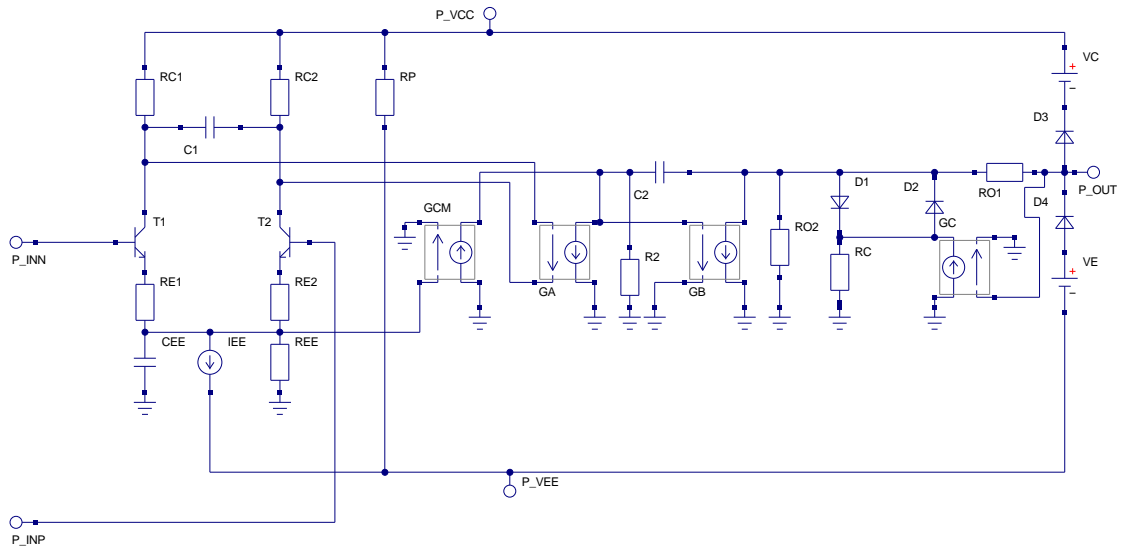 P_VCC
VC
RC1
RC2
RP
D3
C1
D1
D2
RO1
P_OUT
C2
D4
GCM
T1
T2
GC
RO2
R2
RC
P_INN
RE1
RE2
GA
GB
VE
CEE
IEE
REE
P_VEE
P_INP